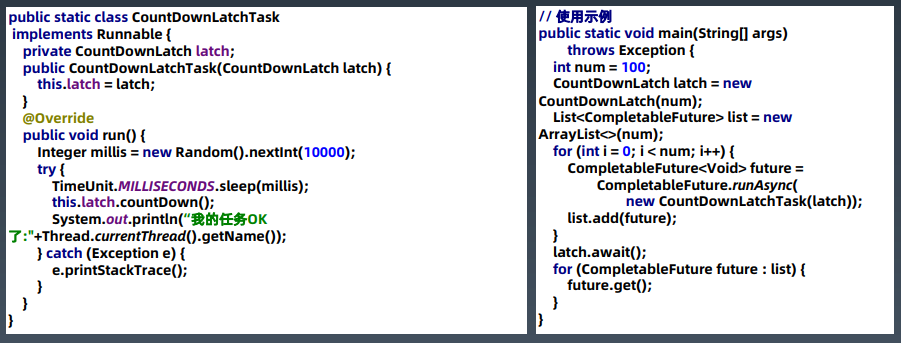 public static class CountDownLatchTask
implements Runnable {
private CountDownLatch latch;
public CountDownLatchTask(CountDownLatch latch) {
this.latch = latch;
}
@Override
public void run() {
Integer millis = new Random().nextInt(10000);
try {
TimeUnit.MILLISECONDS.sleep(millis);
this.latch.countDown();
System.out.println(“我的任务OK
了:"+Thread.currentThread().getName());
} catch (Exception e) {
e.printStackTrace();
}
}
}
// 使用示例
public static void main(String[] args)
throws Exception {
int num = 100;
CountDownLatch latch = new
CountDownLatch(num);
List<CompletableFuture> list = new
ArrayList<>(num);
for (int i = 0; i < num; i++) {
CompletableFuture<Void> future =
CompletableFuture.runAsync(
new CountDownLatchTask(latch));
list.add(future);
}
latch.await();
for (CompletableFuture future : list) {
future.get();
}
}